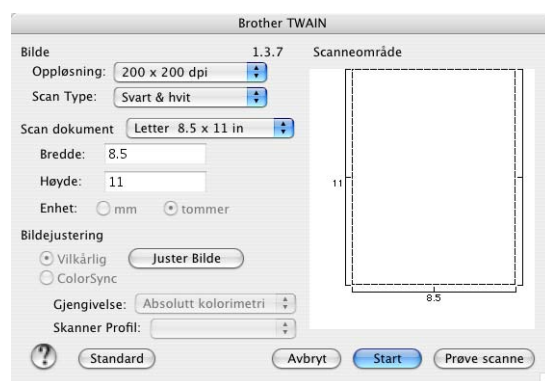 Brother TWAIN
Bilde 1.3.7
Oppløsning: 200 x 200 dpi
Scan Type: Svart & hvit
Scan dokument Letter 8.5 x 11 in
Bredde: 8.5
Høyde: 11
Enhet: mm tommer
Bildejustering
Vilkårlig Juster Bilde
ColorSync
Gjengivelse: Absolutt kolorimetri
Skanner Profil:
? Standard Avbryt Start Prøve scanne
Scanneområde
11
8.5